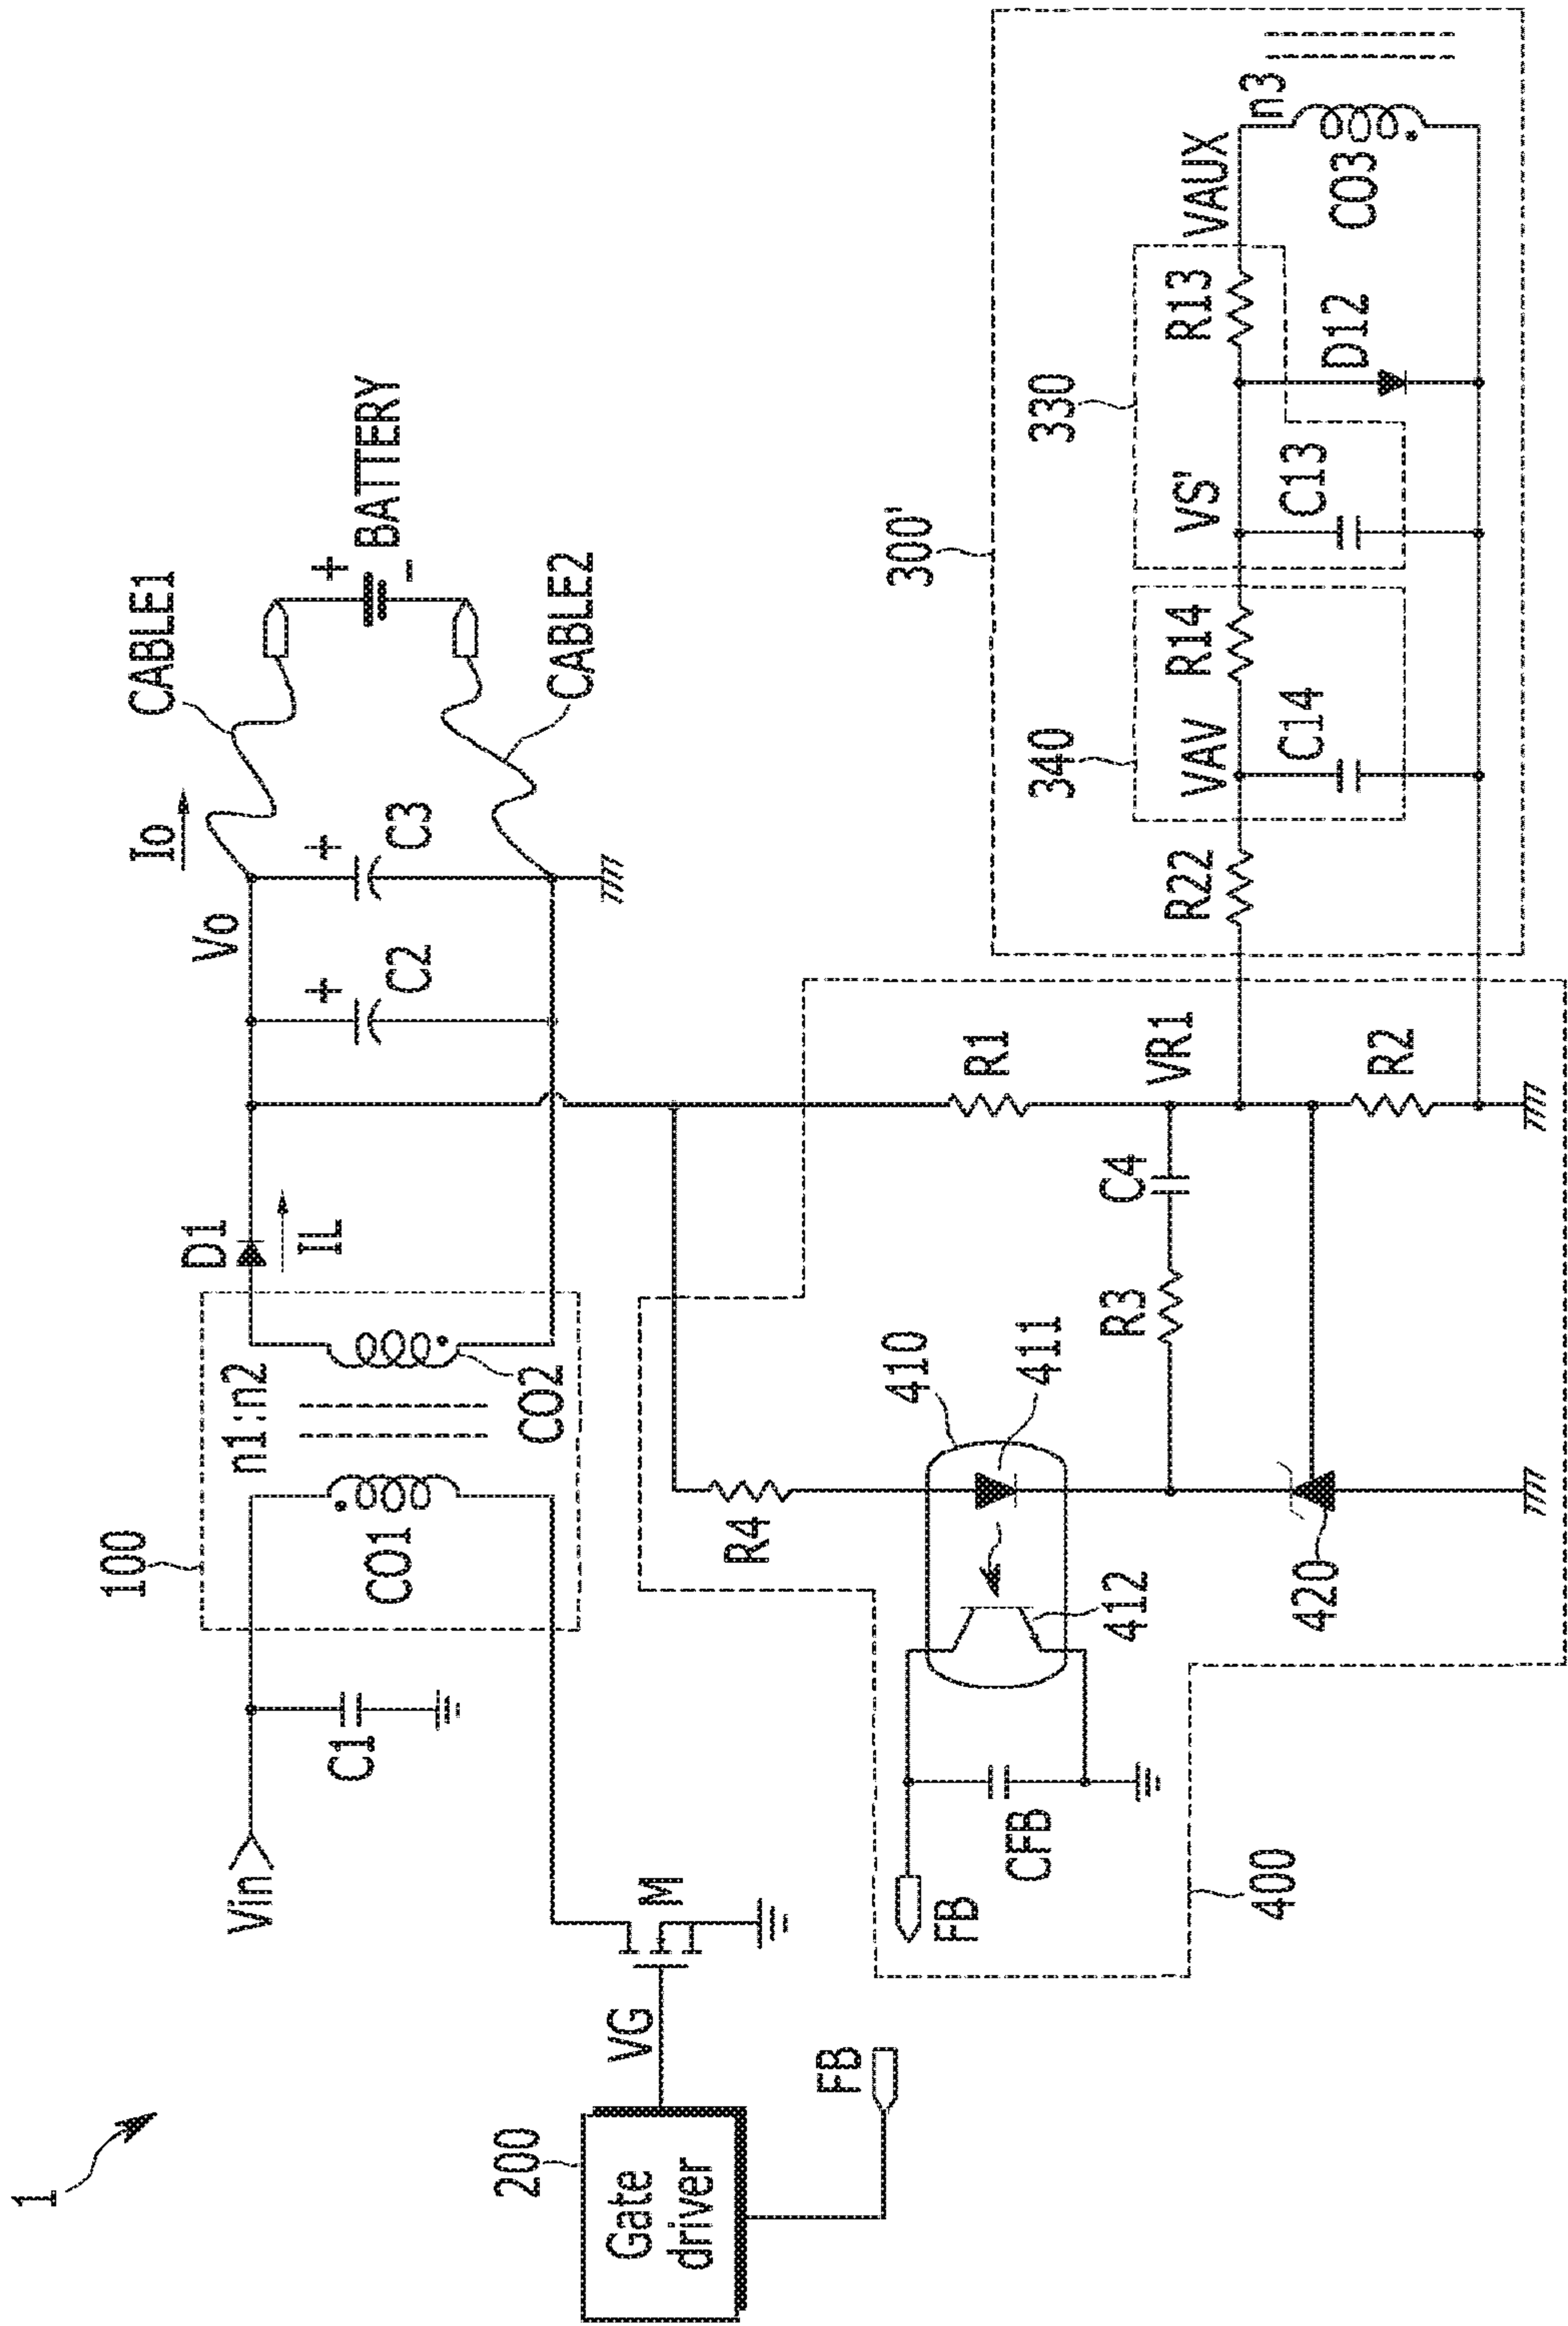 1
200
Gate
driver
FB
VG
M
Vin
C1
100
CO1
n1:n2
CO2
D1
IL
Vo
Io
C2
+
C3
+
CABLE1
CABLE2
+
BATTERY
-
FB
CFB
400
410
411
412
420
R4
R3
C4
R1
VR1
R2
300'
R22
340
VAV
R14
C14
330
VS'
C13
R13
D12
VAUX
n3
CO3